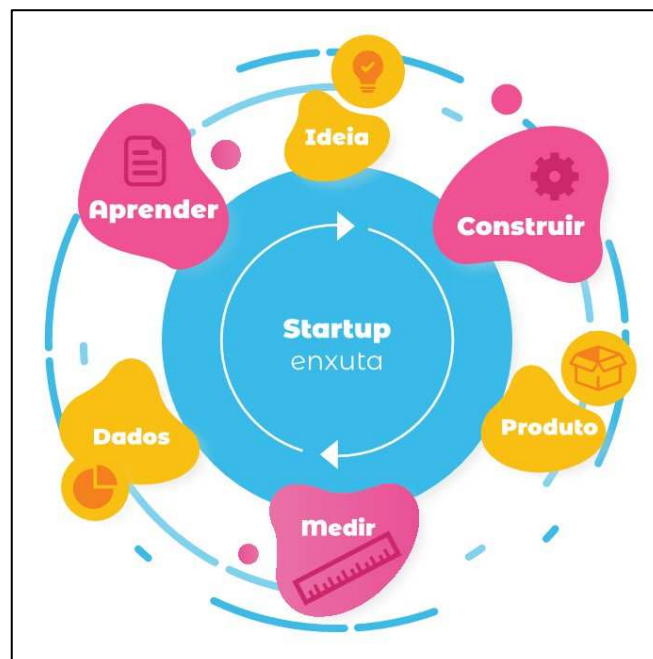 Ideia
Aprender
Construir
Startup
enxuta
Dados
Produto
Medir